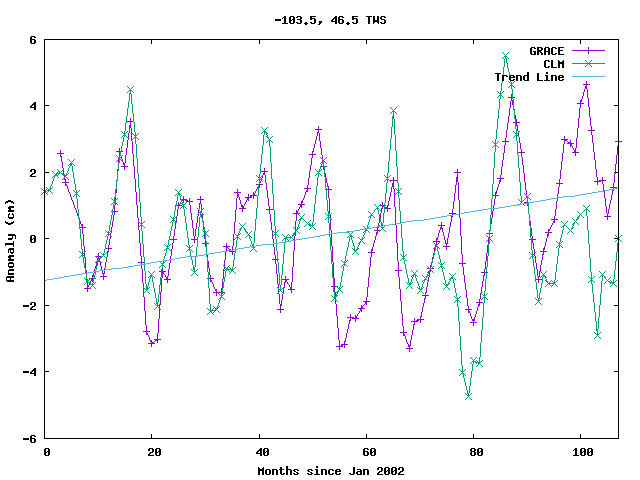 -103.5, 46.5 TWS
GRACE
CLM
Trend Line
6
4
2
0
-2
-4
-6
Anomaly (cm)
0 20 40 60 80 100
Months since Jan 2002